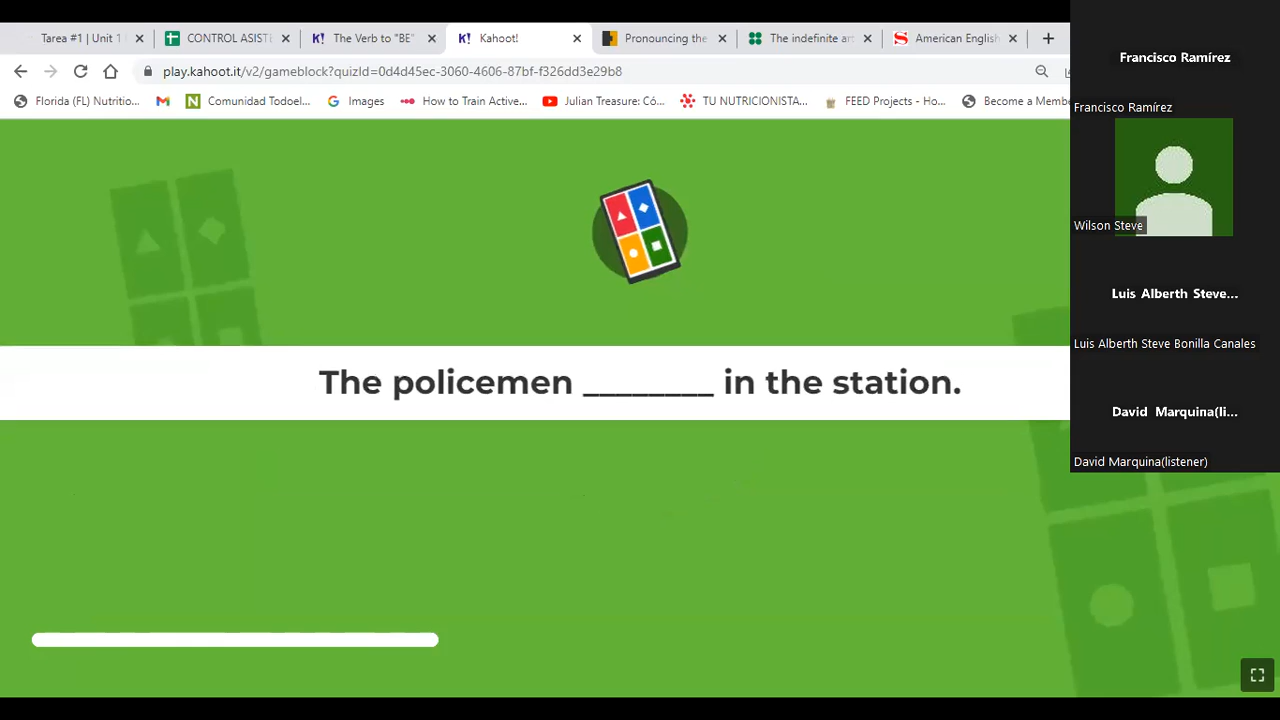 Tarea #1 | Unit 1
CONTROL ASIST
K! The Verb to "BE"
K! Kahoot!
Pronouncing the
The indefinite ar
American English
play.kahoot.it/v2/gameblock?quizId=0d4d45ec-3060-4606-87bf-f326dd3e29b8
Florida (FL) Nutritio...
Comunidad Todoel...
Images
How to Train Active...
Julian Treasure: Có...
TU NUTRICIONISTA...
FEED Projects - Ho...
Become a Membe
The policemen ________ in the station.
Francisco Ramírez
Francisco Ramírez
Wilson Steve
Luis Alberth Steve...
Luis Alberth Steve Bonilla Canales
David Marquina(li...
David Marquina(listener)